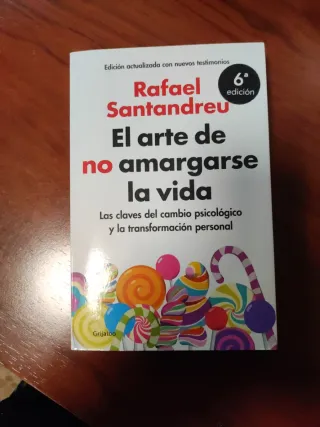 Edición actualizada con nuevos testimonios
Rafael
Santandreu
6ª
edición
El arte de
no amargarse
la vida
Las claves del cambio psicológico
y la transformación personal
Grijalbo